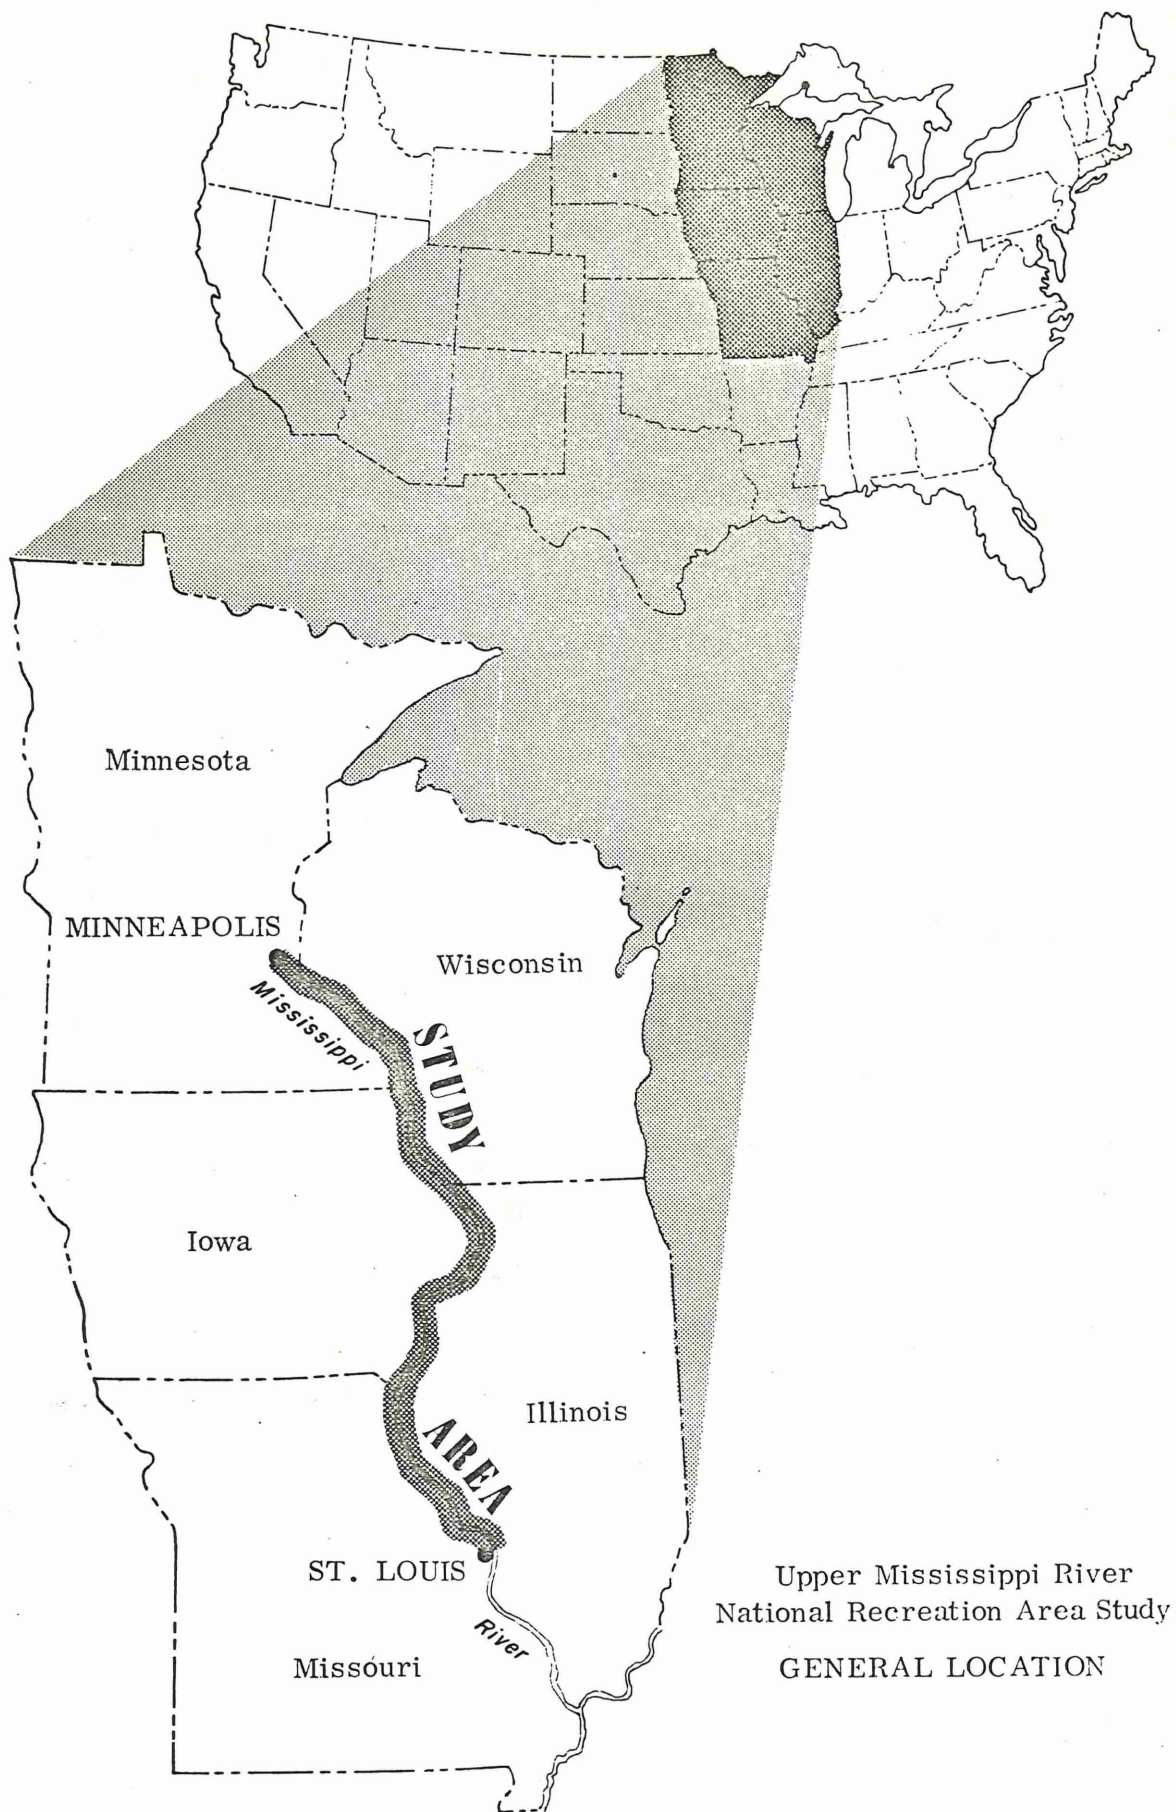 Minnesota
MINNEAPOLIS
Wisconsin
Mississippi
STUDY
Iowa
Illinois
AREA
ST. LOUIS
River
Missouri
Upper Mississippi River
National Recreation Area Study
GENERAL LOCATION